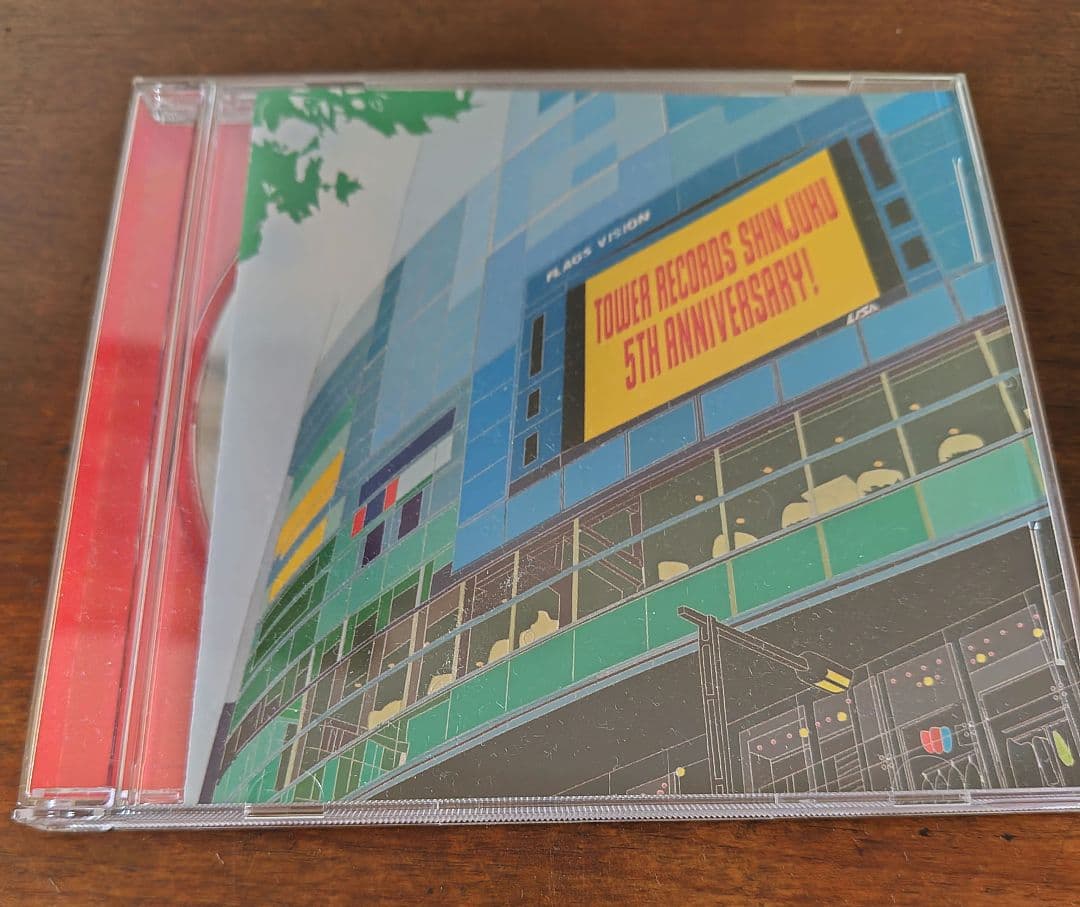 FLAGS VISION
TOWER RECORDS SHINJUKU
5TH ANNIVERSARY!